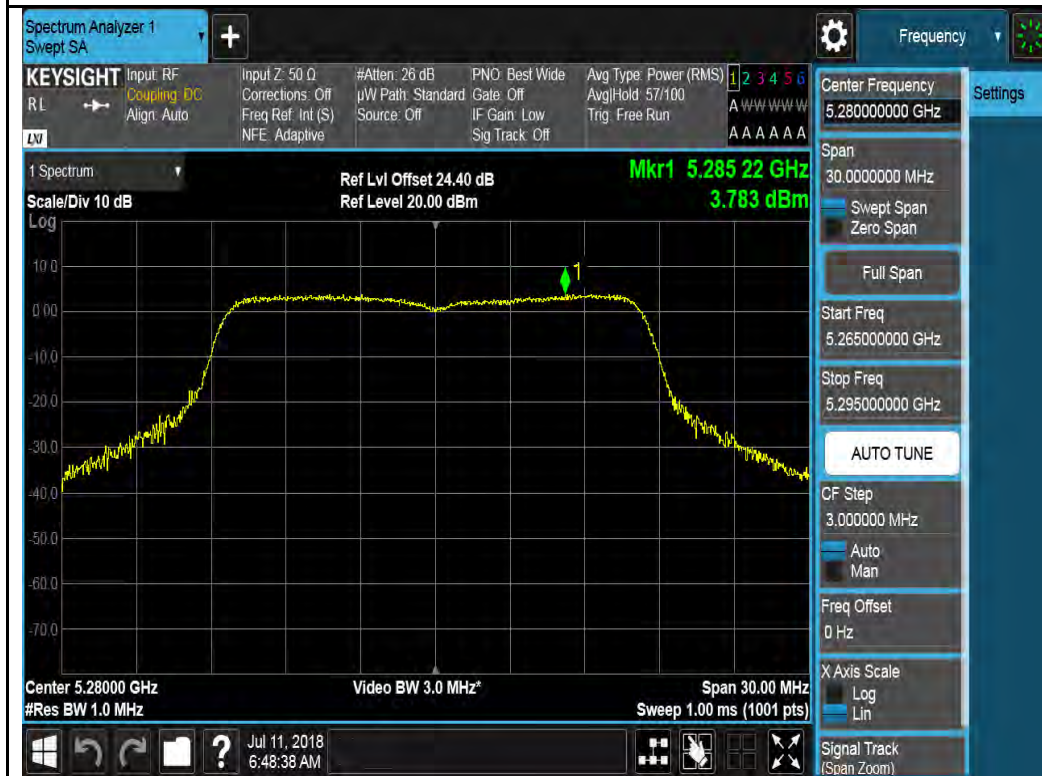 Spectrum Analyzer 1
Swept SA
+
Frequency
KEYSIGHT
RL
LXI
Input: RF
Coupling: DC
Align: Auto
Input Z: 50 Ω
Corrections: Off
Freq Ref: Int (S)
NFE: Adaptive
#Atten: 26 dB
µW Path: Standard
Source: Off
PNO: Best Wide
Gate: Off
IF Gain: Low
Sig Track: Off
Avg Type: Power (RMS)
Avg|Hold: 57/100
Trig: Free Run
1 2 3 4 5 6
A W W W W W
A A A A A A
1 Spectrum
Scale/Div 10 dB
Log
Ref Lvl Offset 24.40 dB
Ref Level 20.00 dBm
Mkr1 5.285 22 GHz
3.783 dBm
10.0
0.00
-10.0
-20.0
-30.0
-40.0
-50.0
-60.0
-70.0
1
Center 5.28000 GHz
#Res BW 1.0 MHz
Video BW 3.0 MHz*
Span 30.00 MHz
Sweep 1.00 ms (1001 pts)
?
Jul 11, 2018
6:48:38 AM
Center Frequency
5.280000000 GHz
Span
30.0000000 MHz
Swept Span
Zero Span
Full Span
Start Freq
5.265000000 GHz
Stop Freq
5.295000000 GHz
AUTO TUNE
CF Step
3.000000 MHz
Auto
Man
Freq Offset
0 Hz
X Axis Scale
Log
Lin
Signal Track
(Span Zoom)
Settings